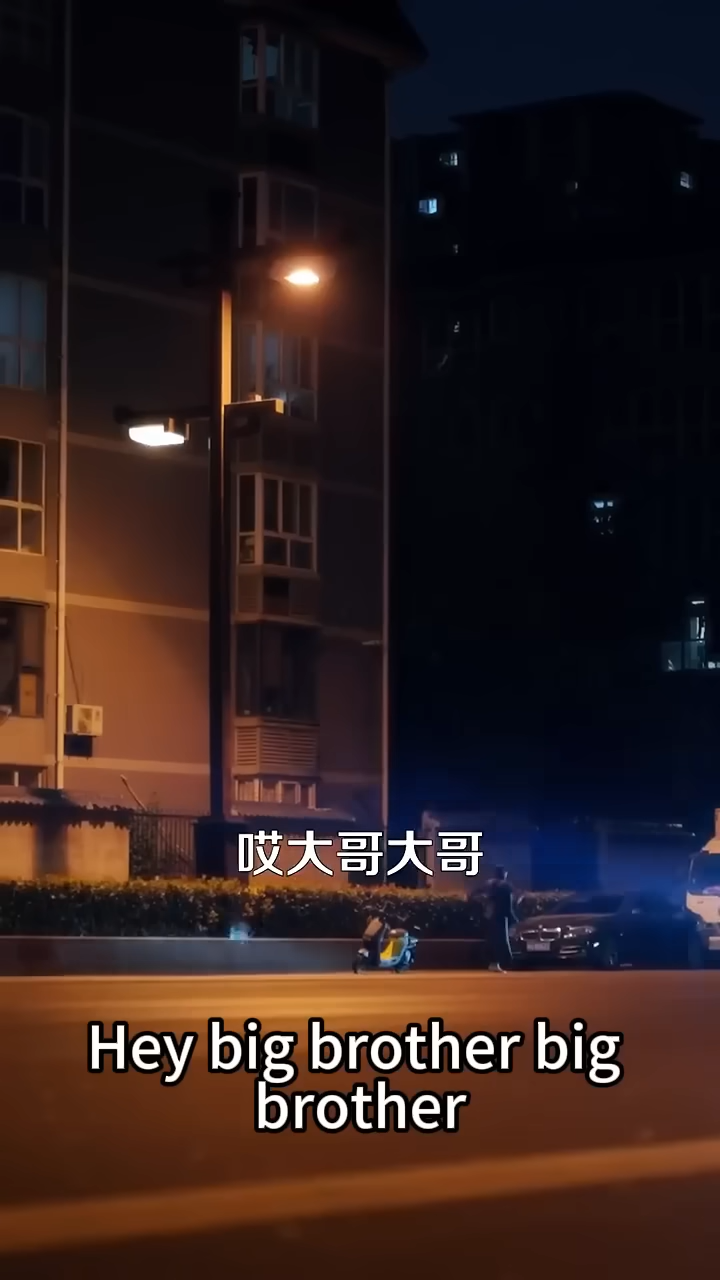 哎大哥大哥
Hey big brother big
brother